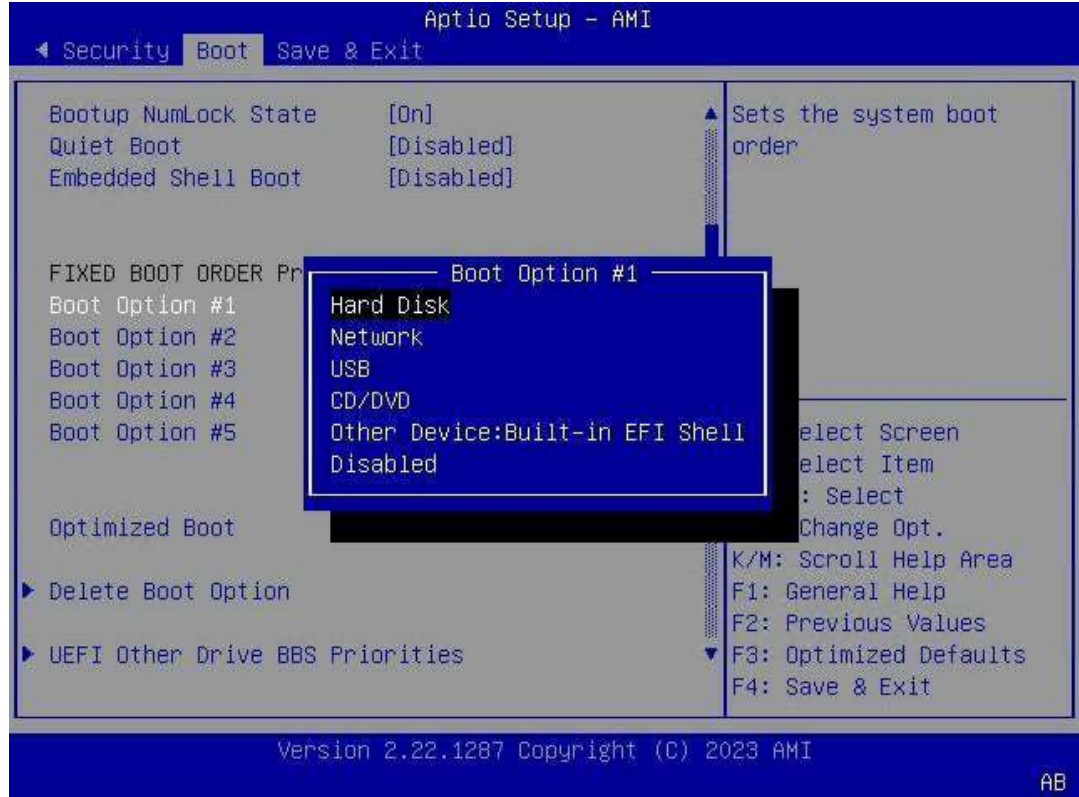 Aptio Setup – AMI
Security Boot Save & Exit
Bootup NumLock State [On]
Quiet Boot [Disabled]
Embedded Shell Boot [Disabled]
Sets the system boot
order
FIXED BOOT ORDER Pr
Boot Option #1
Boot Option #2
Boot Option #3
Boot Option #4
Boot Option #5
Boot Option #1
Hard Disk
Network
USB
CD/DVD
Other Device:Built-in EFI Shell
Disabled
Optimized Boot
Delete Boot Option
UEFI Other Drive BBS Priorities
elect Screen
elect Item
: Select
Change Opt.
K/M: Scroll Help Area
F1: General Help
F2: Previous Values
F3: Optimized Defaults
F4: Save & Exit
Version 2.22.1287 Copyright (C) 2023 AMI
AB